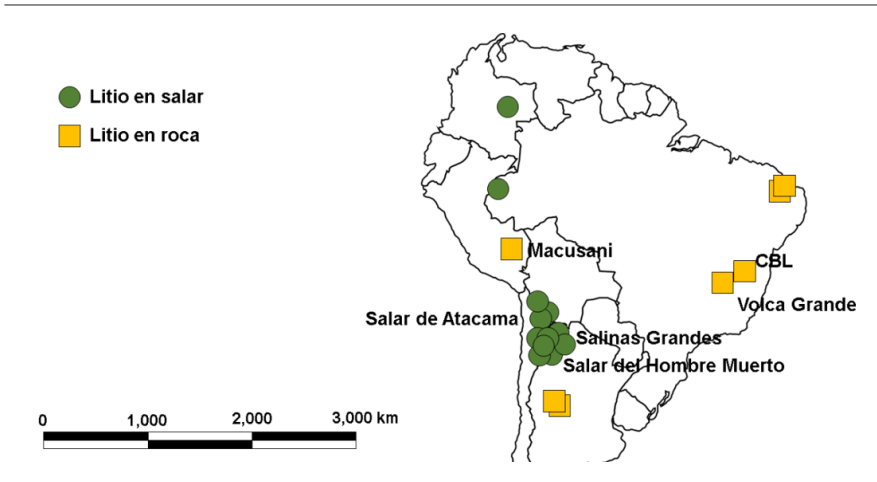 Litio en salar
Litio en roca
Macusani
CBL
Volca Grande
Salar de Atacama
Salinas Grandes
Salar del Hombre Muerto
0 1,000 2,000 3,000 km